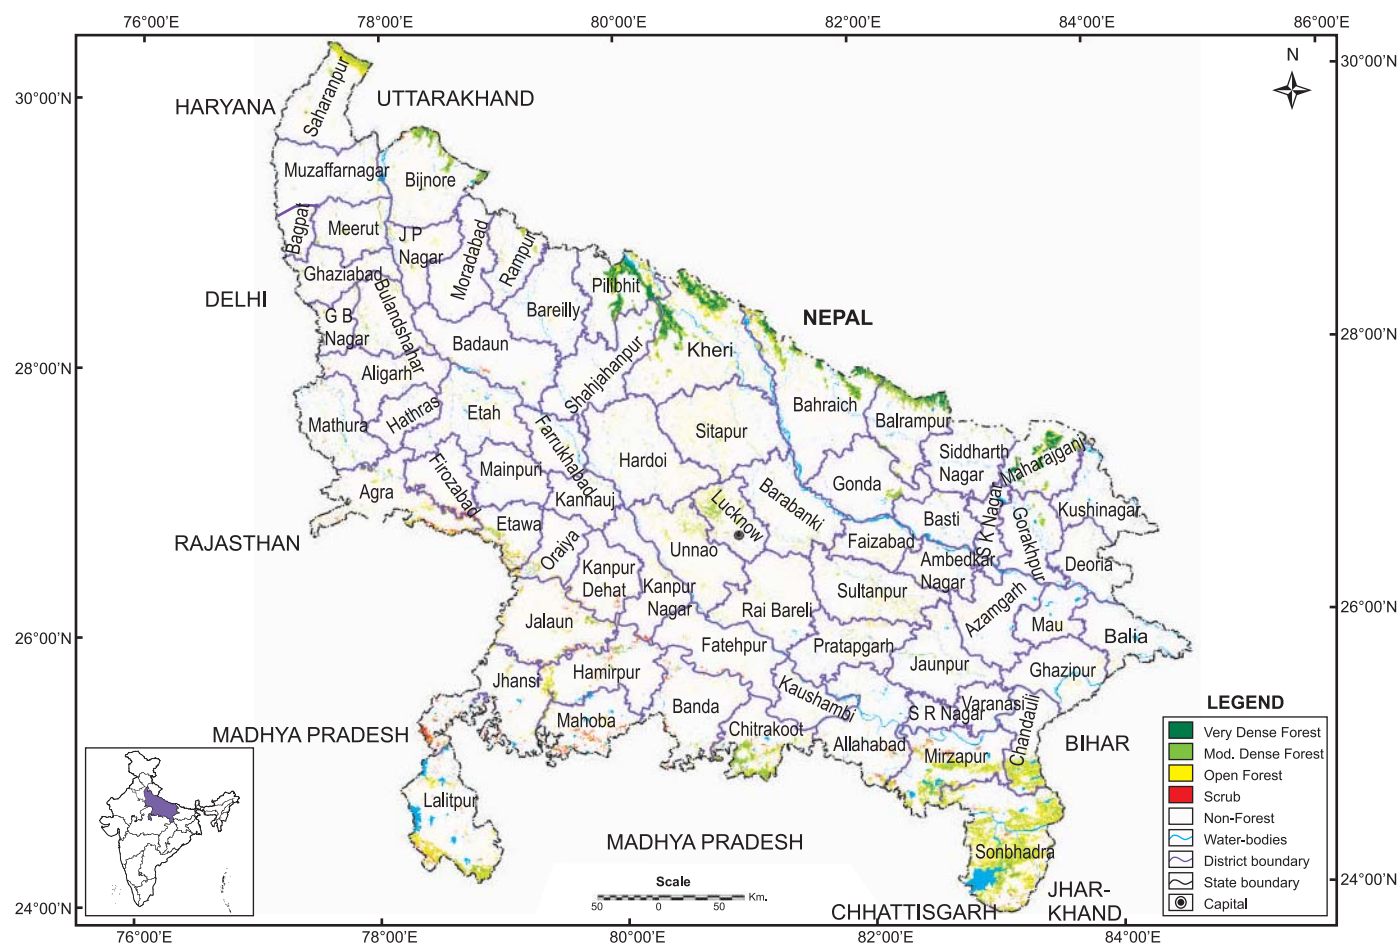 76°00'E
78°00'E
80°00'E
82°00'E
84°00'E
86°00'E
30°00'N
30°00'N
28°00'N
28°00'N
26°00'N
26°00'N
24°00'N
24°00'N
76°00'E
78°00'E
80°00'E
82°00'E
84°00'E
N
HARYANA
UTTARAKHAND
DELHI
NEPAL
RAJASTHAN
MADHYA PRADESH
MADHYA PRADESH
BIHAR
CHHATTISGARH
JHAR-
KHAND
Saharanpur
Muzaffarnagar
Bijnore
Bagpat
Meerut
J P
Nagar
Moradabad
Rampur
Ghaziabad
Bulandshahar
G B
Nagar
Bareilly
Pilibhit
Badaun
Shahjahanpur
Kheri
Aligarh
Mathura
Hathras
Etah
Farrukhabad
Hardoi
Sitapur
Bahraich
Balrampur
Siddharth
Nagar
Maharajganj
Agra
Firozabad
Mainpuri
Kannauj
Etawa
Oraiya
Kanpur
Dehat
Kanpur
Nagar
Unnao
Lucknow
Barabanki
Gonda
Basti
S K Nagar
Gorakhpur
Kushinagar
Deoria
Faizabad
Ambedkar
Nagar
Sultanpur
Rai Bareli
Azamgarh
Mau
Balia
Jalaun
Fatehpur
Pratapgarh
Jaunpur
Ghazipur
Jhansi
Hamirpur
Mahoba
Banda
Chitrakoot
Kaushambi
Allahabad
S R Nagar
Varanasi
Chandauli
Mirzapur
Sonbhadra
Lalitpur
LEGEND
Very Dense Forest
Mod. Dense Forest
Open Forest
Scrub
Non-Forest
Water-bodies
District boundary
State boundary
Capital
Scale
50 0 50 Km.